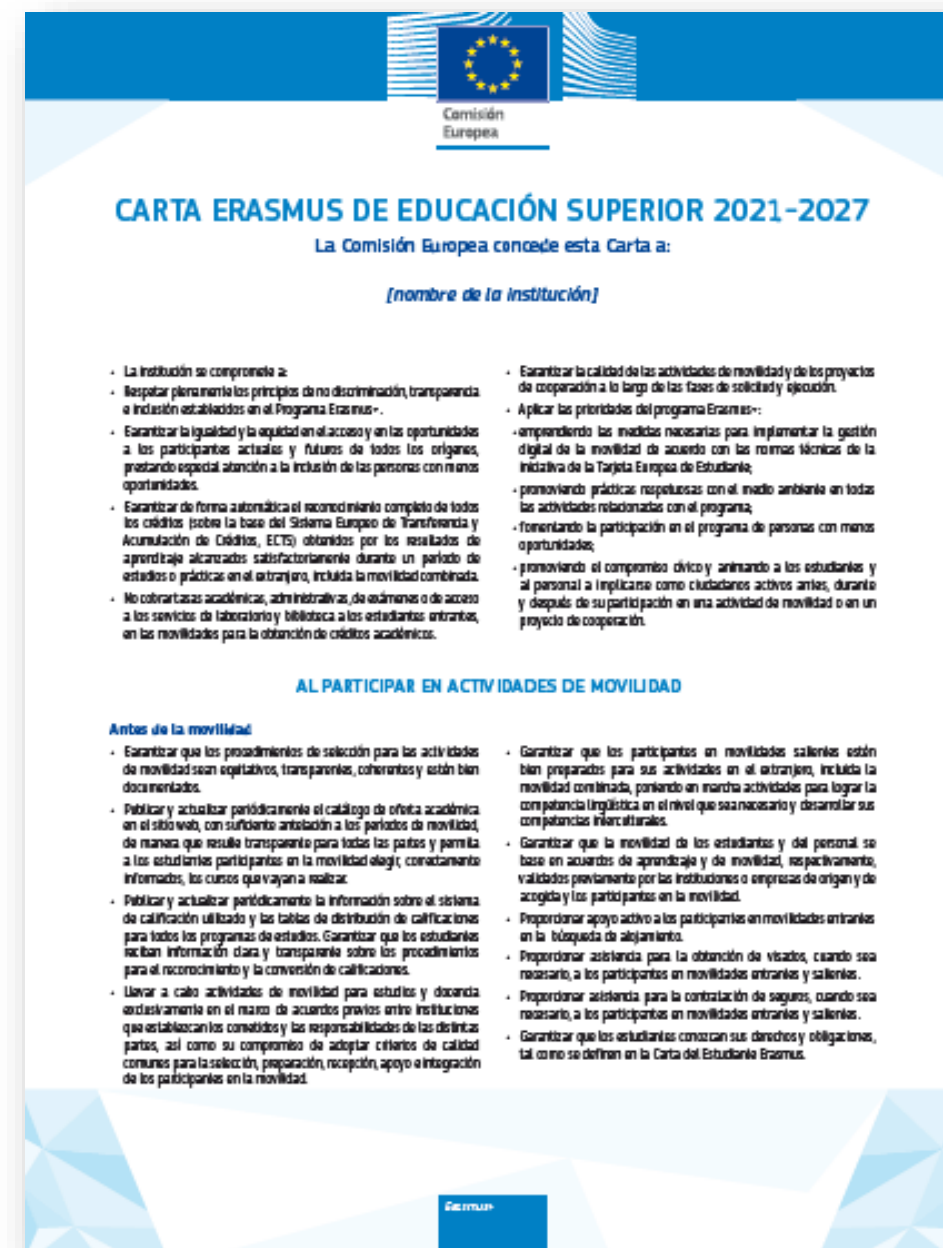 Comisión
Europea
CARTA ERASMUS DE EDUCACIÓN SUPERIOR 2021-2027
La Comisión Europea concede esta Carta a:
[nombre de la institución]
• La institución se compromete a:
• Respetar plenamente los principios de no discriminación, transparencia
e inclusión establecidos en el Programa Erasmus+.
• Garantizar la igualdad y la equidad en el acceso y en las oportunidades
a los participantes actuales y futuros de todos los orígenes,
prestando especial atención a la inclusión de las personas con menos
oportunidades.
• Garantizar de forma automática el reconocimiento completo de todos
los créditos (sobre la base del Sistema Europeo de Transferencia y
Acumulación de Créditos, ECTS) obtenidos por los resultados de
aprendizaje alcanzados satisfactoriamente durante un período de
estudios o prácticas en el extranjero, incluida la movilidad combinada.
• No cobrar tasas académicas, administrativas, de exámenes o de acceso
a los servicios de laboratorio y biblioteca a los estudiantes entrantes,
en las movilidades para la obtención de créditos académicos.
• Garantizar la calidad de las actividades de movilidad y de los proyectos
de cooperación a lo largo de las fases de solicitud y ejecución.
• Aplicar las prioridades del programa Erasmus+:
• emprendiendo las medidas necesarias para implementar la gestión
digital de la movilidad de acuerdo con las normas técnicas de la
iniciativa de la Tarjeta Europea de Estudiante;
• promoviendo prácticas respetuosas con el medio ambiente en todas
las actividades relacionadas con el programa;
• fomentando la participación en el programa de personas con menos
oportunidades;
• promoviendo el compromiso cívico y animando a los estudiantes y
al personal a implicarse como ciudadanos activos antes, durante
y después de su participación en una actividad de movilidad o en un
proyecto de cooperación.
AL PARTICIPAR EN ACTIVIDADES DE MOVILIDAD
Antes de la movilidad
• Garantizar que los procedimientos de selección para las actividades
de movilidad sean equitativos, transparentes, coherentes y estén bien
documentados.
• Publicar y actualizar periódicamente el catálogo de oferta académica
en el sitio web, con suficiente antelación a los periodos de movilidad,
de manera que resulte transparente para todas las partes y permita
a los estudiantes participantes en la movilidad elegir, correctamente
informados, los cursos que vayan a realizar.
• Publicar y actualizar periódicamente la información sobre el sistema
de calificación utilizado y las tablas de distribución de calificaciones
para todos los programas de estudios. Garantizar que los estudiantes
reciban información clara y transparente sobre los procedimientos
para el reconocimiento y la conversión de calificaciones.
• Llevar a cabo actividades de movilidad para estudios y docencia
exclusivamente en el marco de acuerdos previos entre instituciones
que establezcan los cometidos y las responsabilidades de las distintas
partes, así como su compromiso de adoptar criterios de calidad
comunes para la selección, preparación, recepción, apoyo e integración
de los participantes en la movilidad.
• Garantizar que los participantes en movilidades salientes estén
bien preparados para sus actividades en el extranjero, incluida la
movilidad combinada, poniendo en marcha actividades para lograr la
competencia lingüística en el nivel que sea necesario y desarrollar sus
competencias interculturales.
• Garantizar que la movilidad de los estudiantes y del personal se
base en acuerdos de aprendizaje y de movilidad, respectivamente,
validados previamente por las instituciones o empresas de origen y de
acogida y los participantes en la movilidad.
• Proporcionar apoyo activo a los participantes en movilidades entrantes
en la búsqueda de alojamiento.
• Proporcionar asistencia para la obtención de visados, cuando sea
necesario, a los participantes en movilidades entrantes y salientes.
• Proporcionar asistencia para la contratación de seguros, cuando sea
necesario, a los participantes en movilidades entrantes y salientes.
• Garantizar que los estudiantes conozcan sus derechos y obligaciones,
tal como se definen en la Carta del Estudiante Erasmus.
Erasmus+